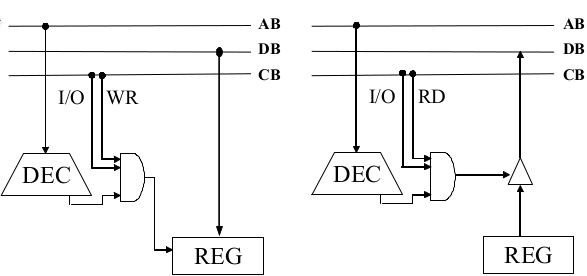 AB
DB
CB
I/O WR
DEC
REG
AB
DB
CB
I/O RD
DEC
REG